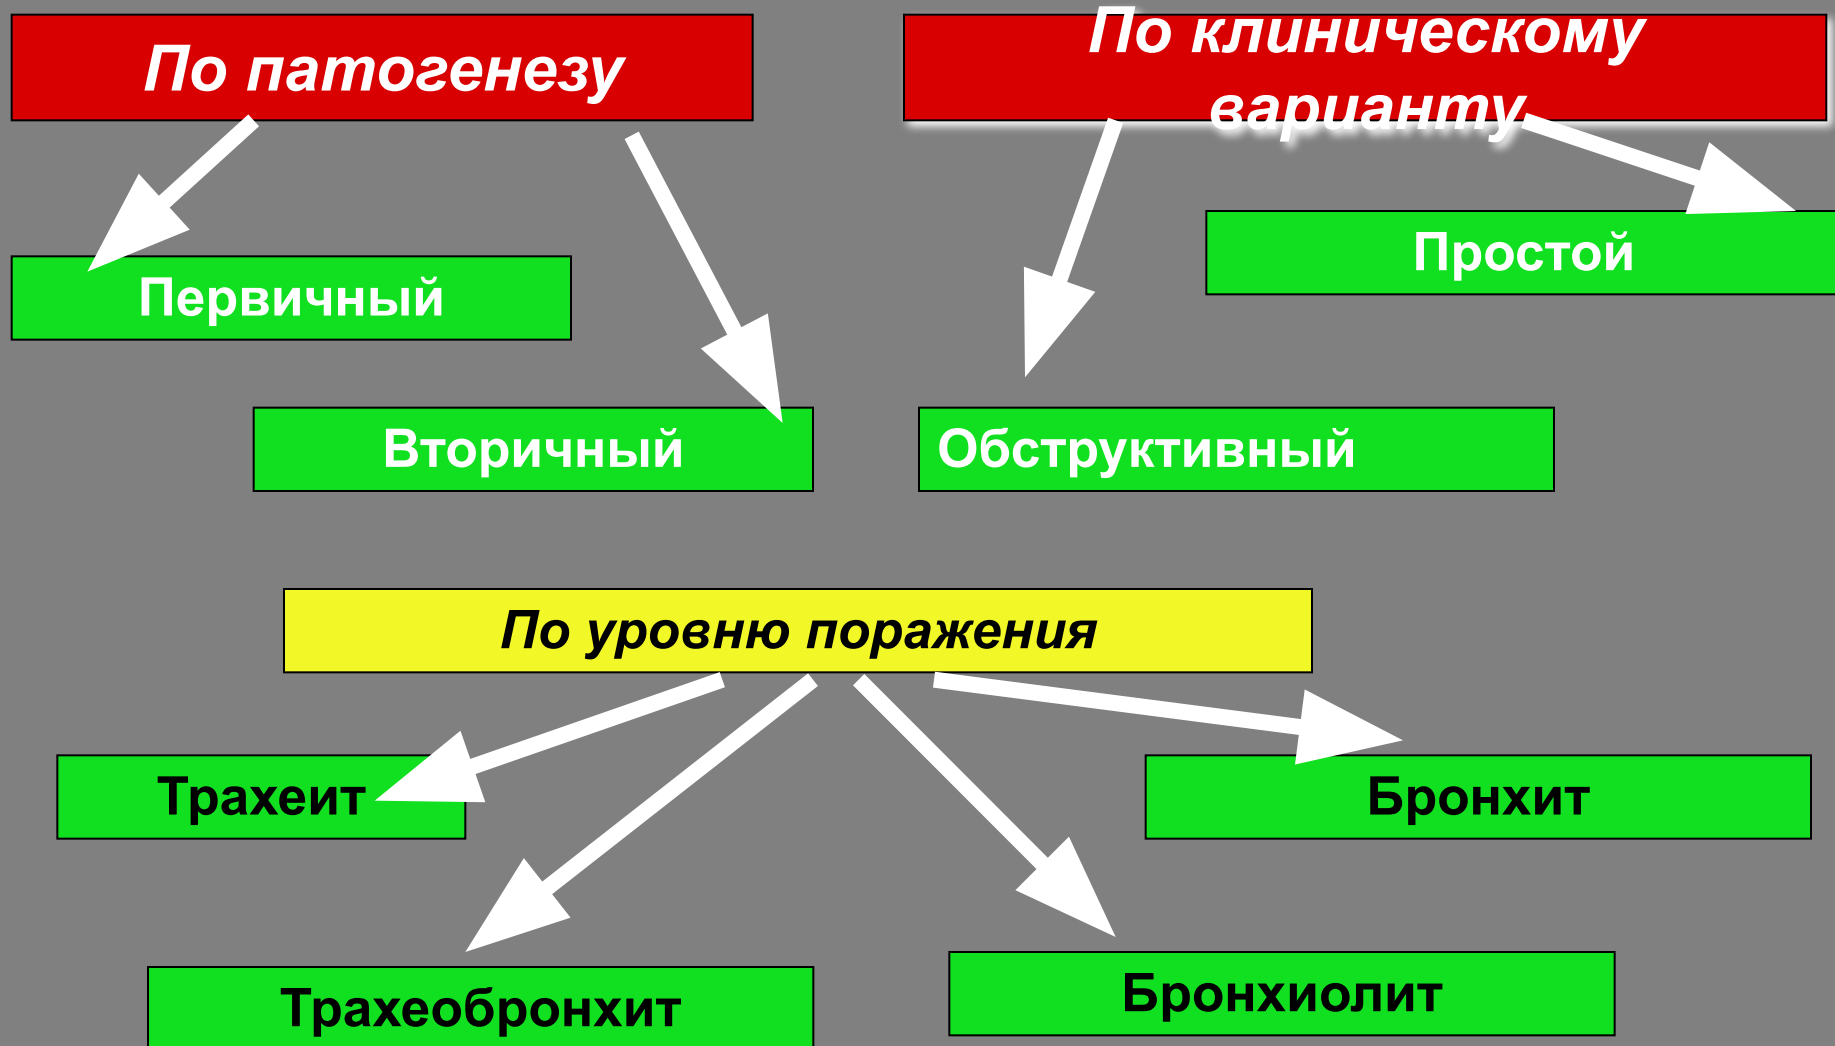 По патогенезу
По клиническому
варианту
Простой
Первичный
Вторичный
Обструктивный
По уровню поражения
Трахеит
Бронхит
Трахеобронхит
Бронхиолит